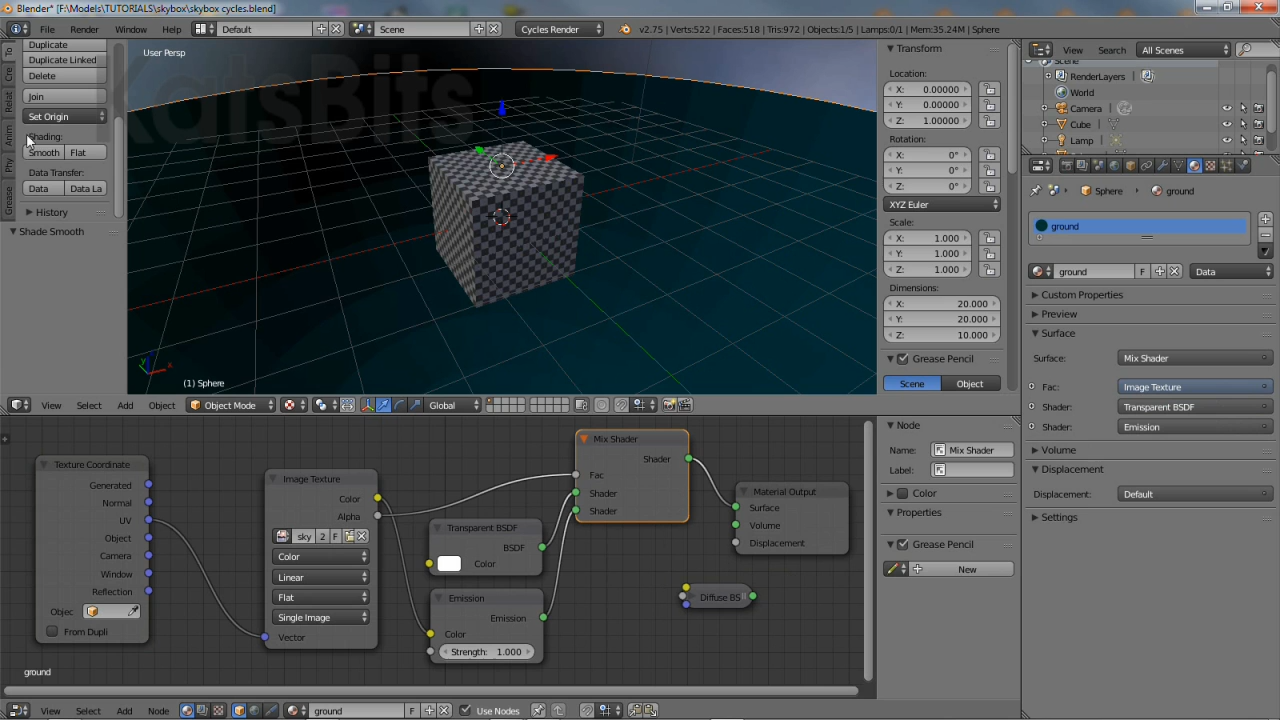 Blender* [F:\Models\TUTORIALS\skybox\skybox cycles.blend]
File Render Window Help Default Scene Cycles Render v2.75 | Verts:522 | Faces:518 | Tris:972 | Objects:1/5 | Lamps:0/1 | Mem:35.24M | Sphere
View Search All Scenes
Duplicate
Duplicate Linked
Delete
Join
Set Origin
Shading:
Smooth Flat
Data Transfer:
Data Data La
History
Shade Smooth
To
Cre
Relat
Anim
Phy
Grease
User Persp
KatsBits
(1) Sphere
Transform
Location:
X: 0.00000
Y: 0.00000
Z: 1.00000
Rotation:
X: 0°
Y: 0°
Z: 0°
XYZ Euler
Scale:
X: 1.000
Y: 1.000
Z: 1.000
Dimensions:
X: 20.000
Y: 20.000
Z: 10.000
Grease Pencil
Scene Object
Scene
RenderLayers
World
Camera
Cube
Lamp
Sphere ground
ground
ground F Data
Custom Properties
Preview
Surface
Surface: Mix Shader
Fac: Image Texture
Shader: Transparent BSDF
Shader: Emission
Volume
Displacement
Displacement: Default
Settings
View Select Add Object Object Mode Global
Texture Coordinate
Generated
Normal
UV
Object
Camera
Window
Reflection
Objec
From Dupli
Image Texture
Color
Alpha
sky 2 F
Color
Linear
Flat
Single Image
Vector
Transparent BSDF
BSDF
Color
Emission
Emission
Color
Strength: 1.000
Mix Shader
Shader
Fac
Shader
Shader
Material Output
Surface
Volume
Displacement
Diffuse BS
ground
Node
Name: Mix Shader
Label:
Color
Properties
Grease Pencil
New
View Select Add Node ground F Use Nodes